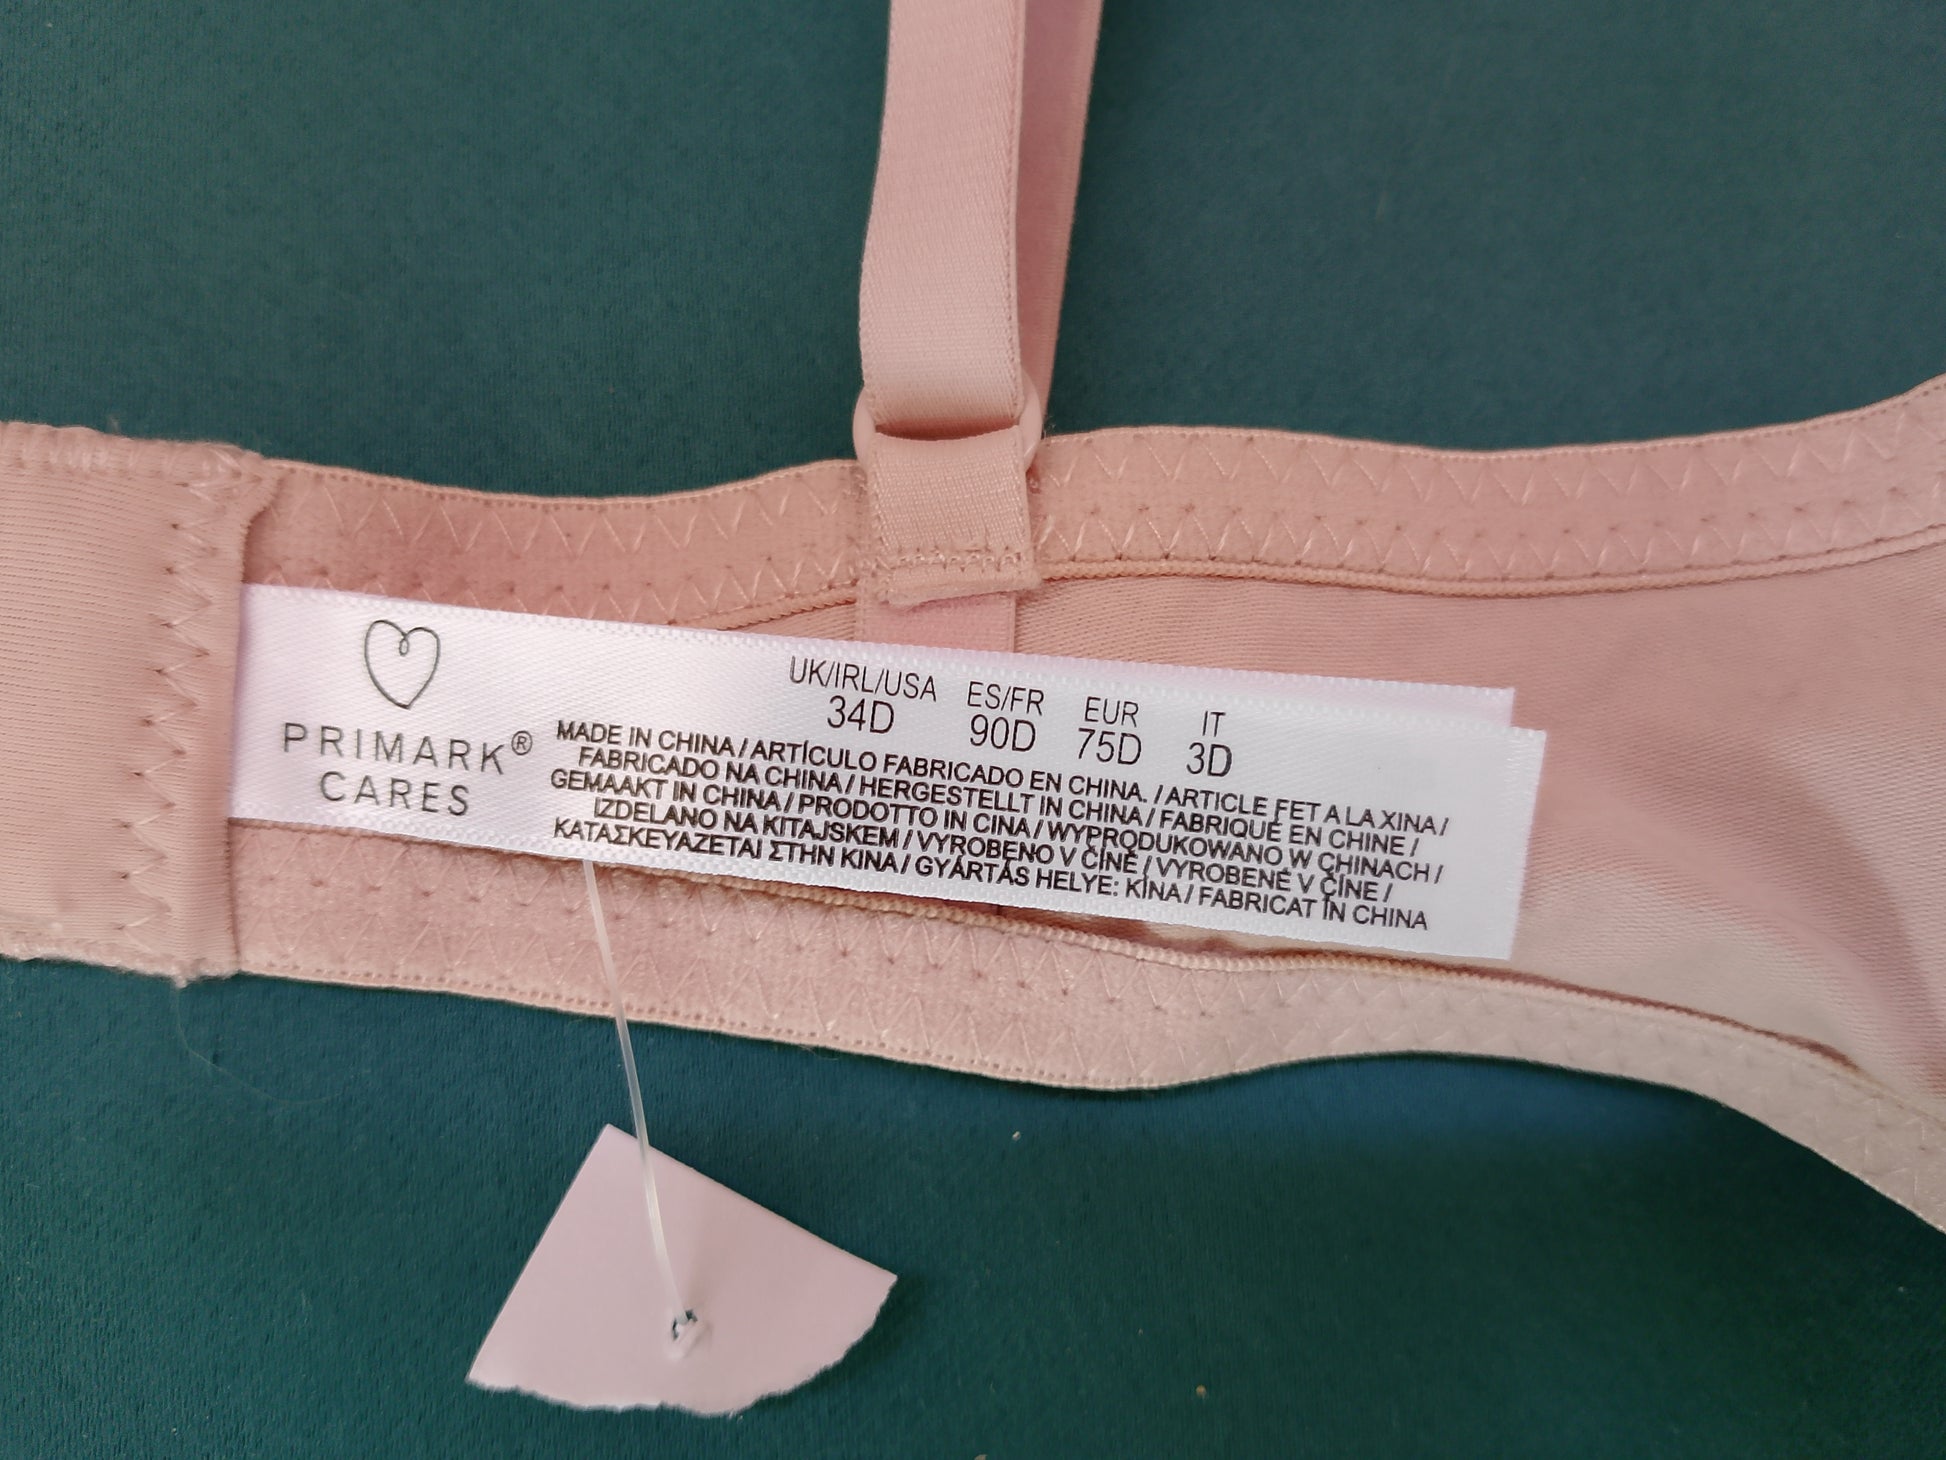 PRIMARK®
CARES
UK/IRL/USA ES/FR EUR IT
34D 90D 75D 3D
MADE IN CHINA / ARTÍCULO FABRICADO EN CHINA. / ARTICLE FET A LA XINA /
FABRICADO NA CHINA / HERGESTELLT IN CHINA / FABRIQUÉ EN CHINE /
GEMAAKT IN CHINA / PRODOTTO IN CINA / WYPRODUKOWANO W CHINACH /
IZDELANO NA KITAJSKEM / VYROBENO V ČÍNĚ / VYROBENÉ V ČÍNE /
ΚΑΤΑΣΚΕΥΑΖΕΤΑΙ ΣΤΗΝ ΚΙΝΑ / GYÁRTÁS HELYE: KÍNA / FABRICAT ÎN CHINA